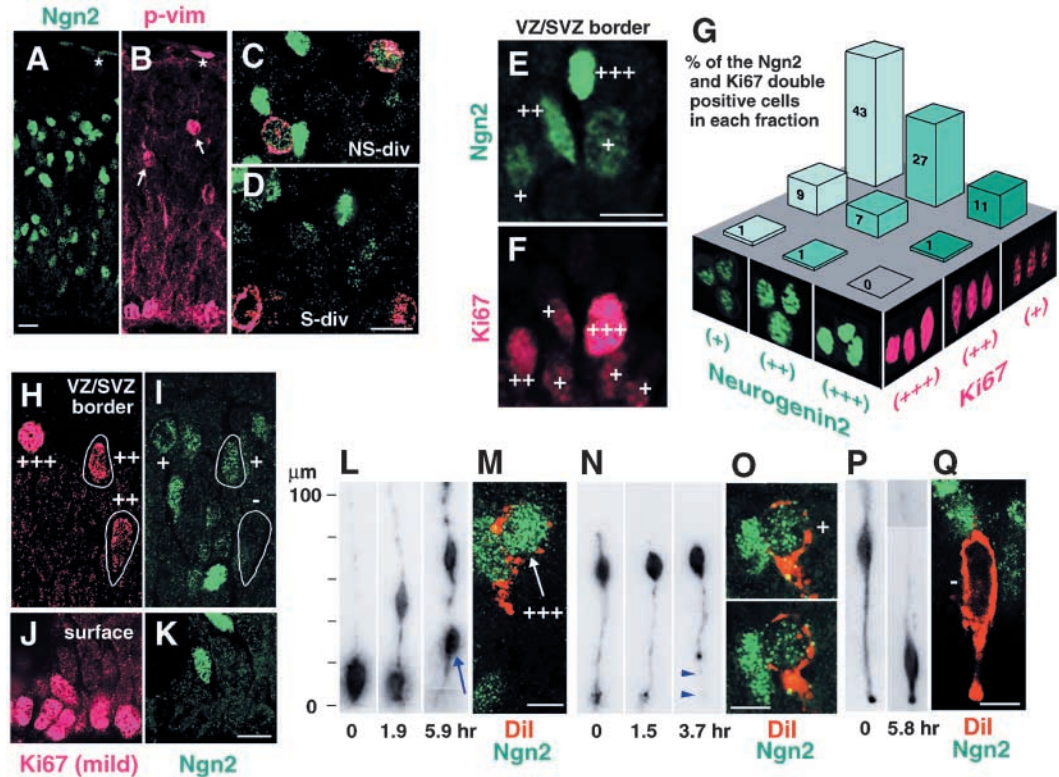 Ngn2
p-vim
A
*
B
*
C
NS-div
D
S-div
VZ/SVZ border
E
+++
++
+
+
Ngn2
F
+
+++
++
+
+
+
Ki67
G
% of the Ngn2
and Ki67 double
positive cells
in each fraction
43
27
11
9
7
1
1
1
0
(+)
(++)
(+++)
Neurogenin2
(+++)
(++)
(+)
Ki67
H
VZ/SVZ
border
+++
++
++
I
+
+
-
J
surface
K
Ki67 (mild)
Ngn2
µm
100
0
L
0
1.9
5.9 hr
M
+++
DiI
Ngn2
N
0
1.5
3.7 hr
O
+
DiI
Ngn2
P
0
5.8 hr
Q
-
DiI
Ngn2